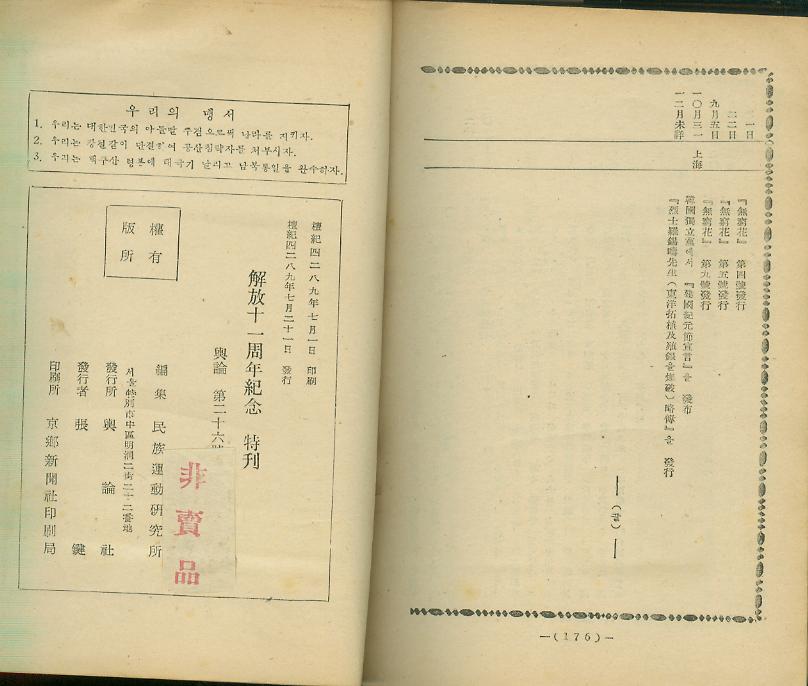 二一日 『無窮花』 第四號發行
二二日 『無窮花』 第五號發行
九月五日 『無窮花』 第九號發行
一〇月三一 上海 韓國獨立黨에서 『建國紀元節宣言』을 發布
一二月未詳 『烈士羅錫疇先生(東洋拓植及殖銀을爆破)略傳』을 發行
—(끝)—
—(176)—
우리의 맹서
1. 우리는 대한민국의 아들딸 주검으로써 나라를 지키자.
2. 우리는 강철같이 단결하여 공산침략자를 처부시자.
3. 우리는 백두산 영봉에 태극기 날리고 남북통일을 완수하자.
檀紀四二八九年七月一日 印刷
檀紀四二八九年七月二十一日 發行
解放十一周年紀念 特刊
輿論 第二十六
編集 民族運動硏究所
서울特別市中區明洞二街二十二番地
發行所 輿論社
發行者 張鍵
印刷所 京鄕新聞社印刷局
權有
版所
非賣品